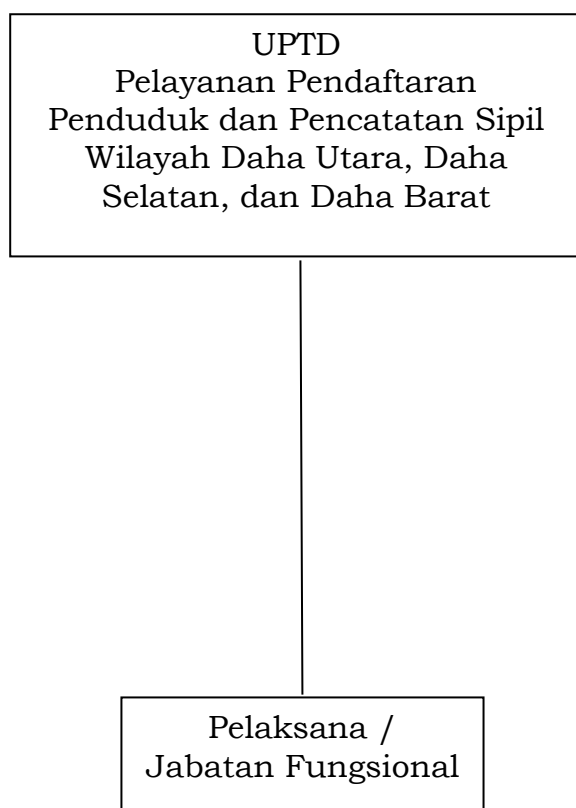 UPTD
Pelayanan Pendaftaran
Penduduk dan Pencatatan Sipil
Wilayah Daha Utara, Daha
Selatan, dan Daha Barat
Pelaksana /
Jabatan Fungsional